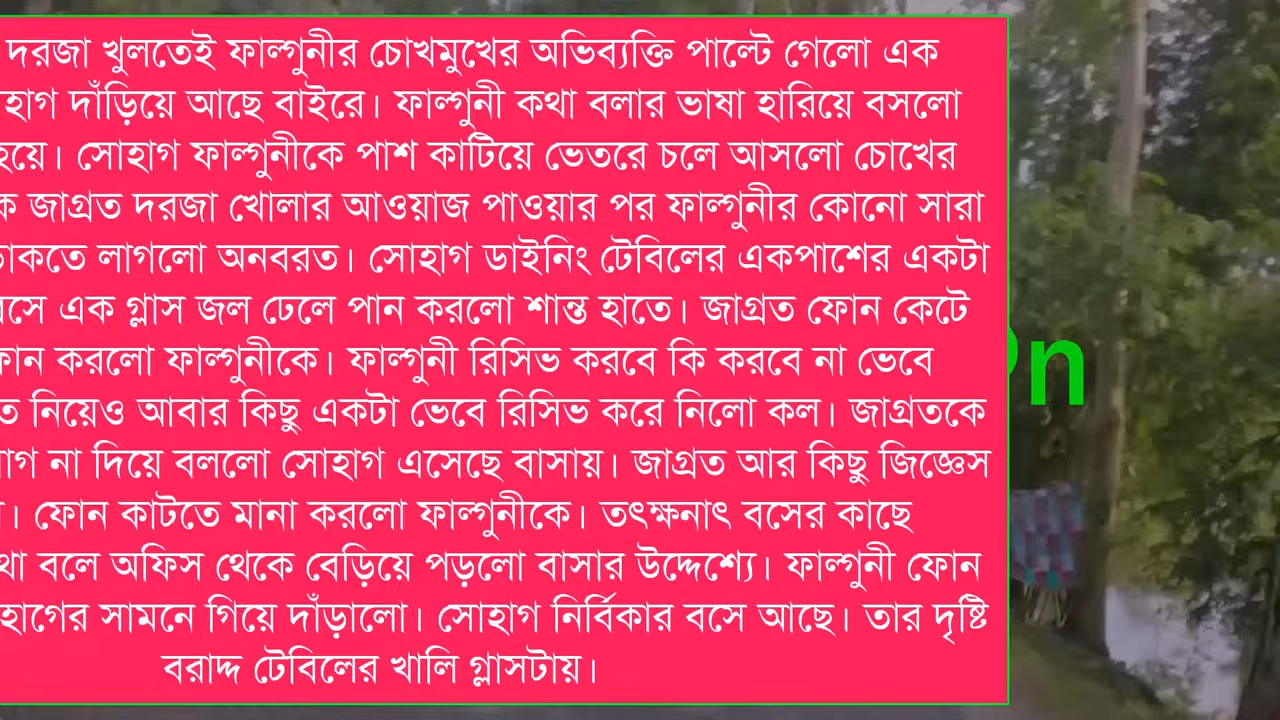 দরজা খুলতেই ফাল্গুনীর চোখমুখের অভিব্যক্তি পাল্টে গেলো এক
হাগ দাঁড়িয়ে আছে বাইরে। ফাল্গুনী কথা বলার ভাষা হারিয়ে বসলো
হয়ে। সোহাগ ফাল্গুনীকে পাশ কাটিয়ে ভেতরে চলে আসলো চোখের
ক জাগ্রত দরজা খোলার আওয়াজ পাওয়ার পর ফাল্গুনীর কোনো সারা
ডাকতে লাগলো অনবরত। সোহাগ ডাইনিং টেবিলের একপাশের একটা
বসে এক গ্লাস জল ঢেলে পান করলো শান্ত হাতে। জাগ্রত ফোন কেটে
ফোন করলো ফাল্গুনীকে। ফাল্গুনী রিসিভ করবে কি করবে না ভেবে
ত নিয়েও আবার কিছু একটা ভেবে রিসিভ করে নিলো কল। জাগ্রতকে
াগ না দিয়ে বললো সোহাগ এসেছে বাসায়। জাগ্রত আর কিছু জিজ্ঞেস
া। ফোন কাটতে মানা করলো ফাল্গুনীকে। তৎক্ষনাৎ বসের কাছে
থা বলে অফিস থেকে বেড়িয়ে পড়লো বাসার উদ্দেশ্যে। ফাল্গুনী ফোন
হাগের সামনে গিয়ে দাঁড়ালো। সোহাগ নির্বিকার বসে আছে। তার দৃষ্টি
বরাদ্দ টেবিলের খালি গ্লাসটায়।